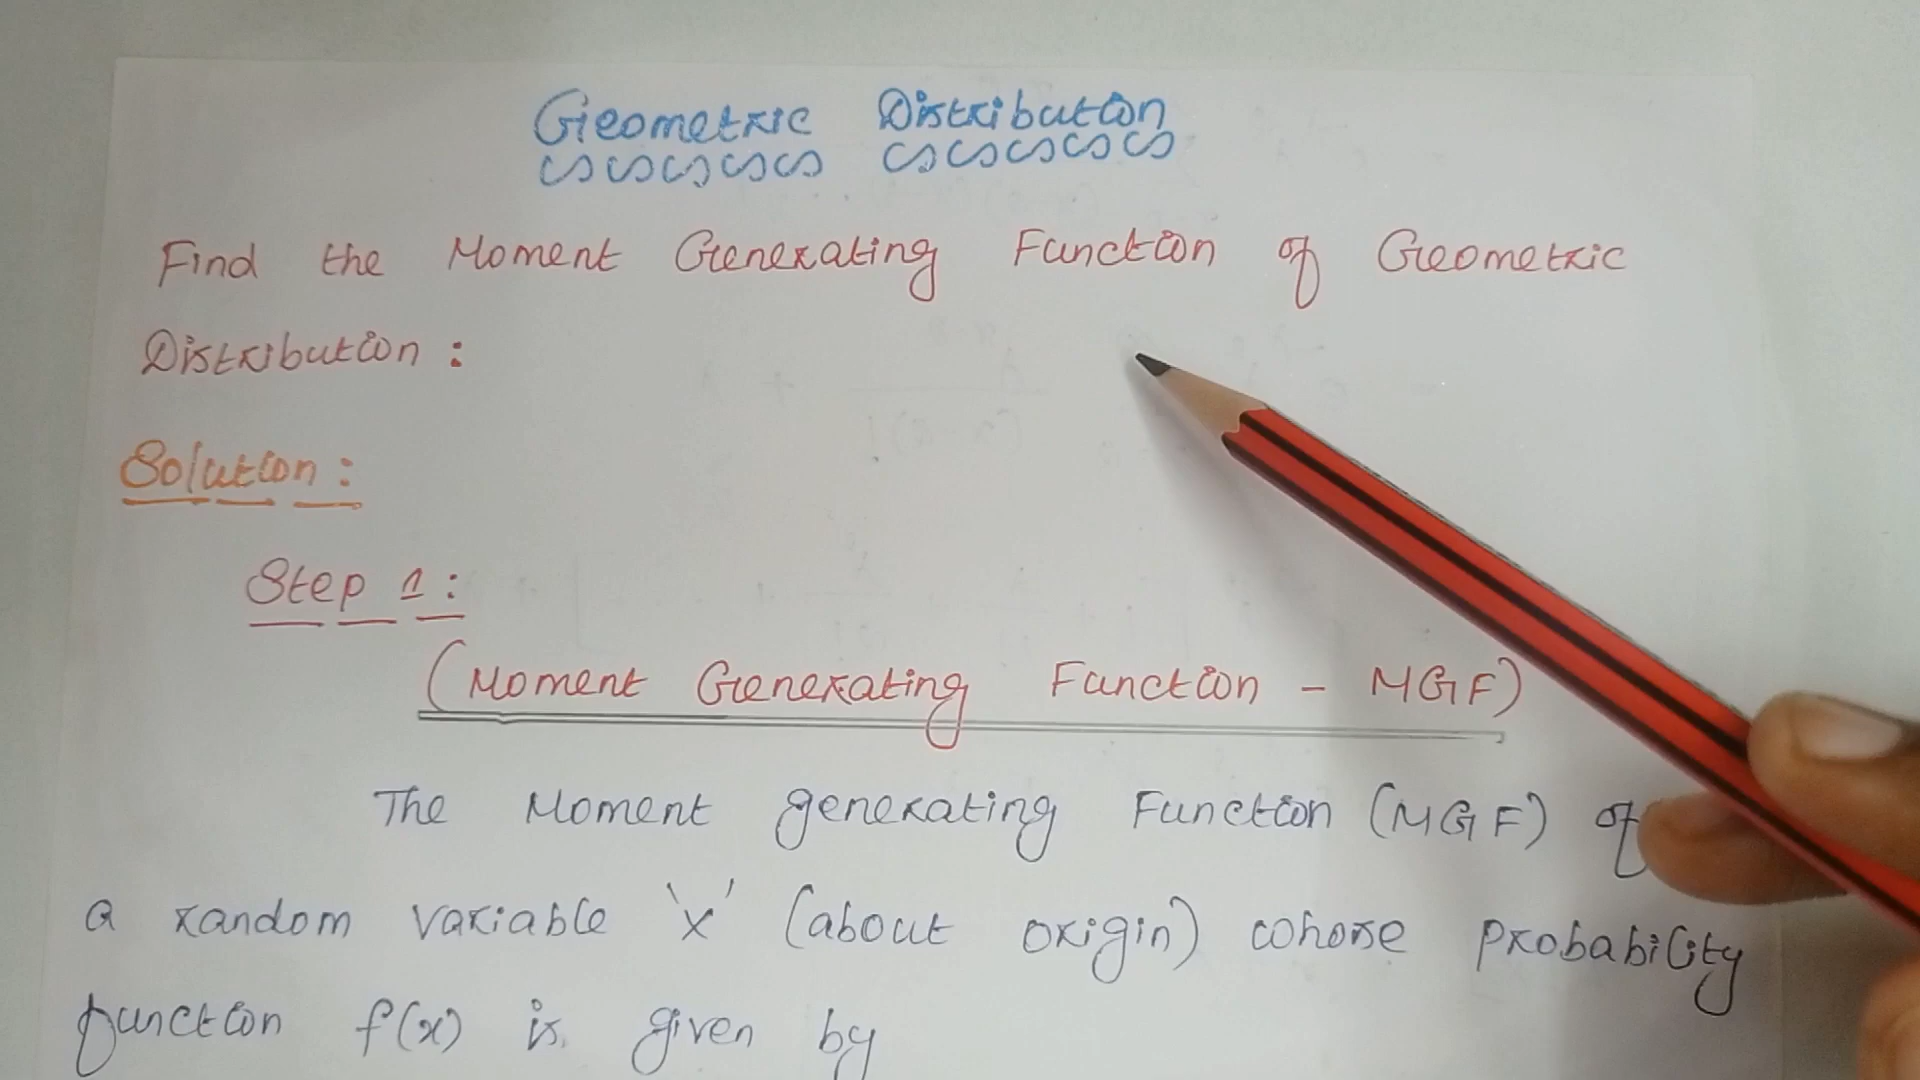 Geometric Distribution
Find the Moment Generating Function of Geometric
Distribution :
Solution :
Step 1 :
(Moment Generating Function - MGF)
The Moment generating Function (MGF) of
a random variable 'x' (about origin) whose probability
function f(x) is given by